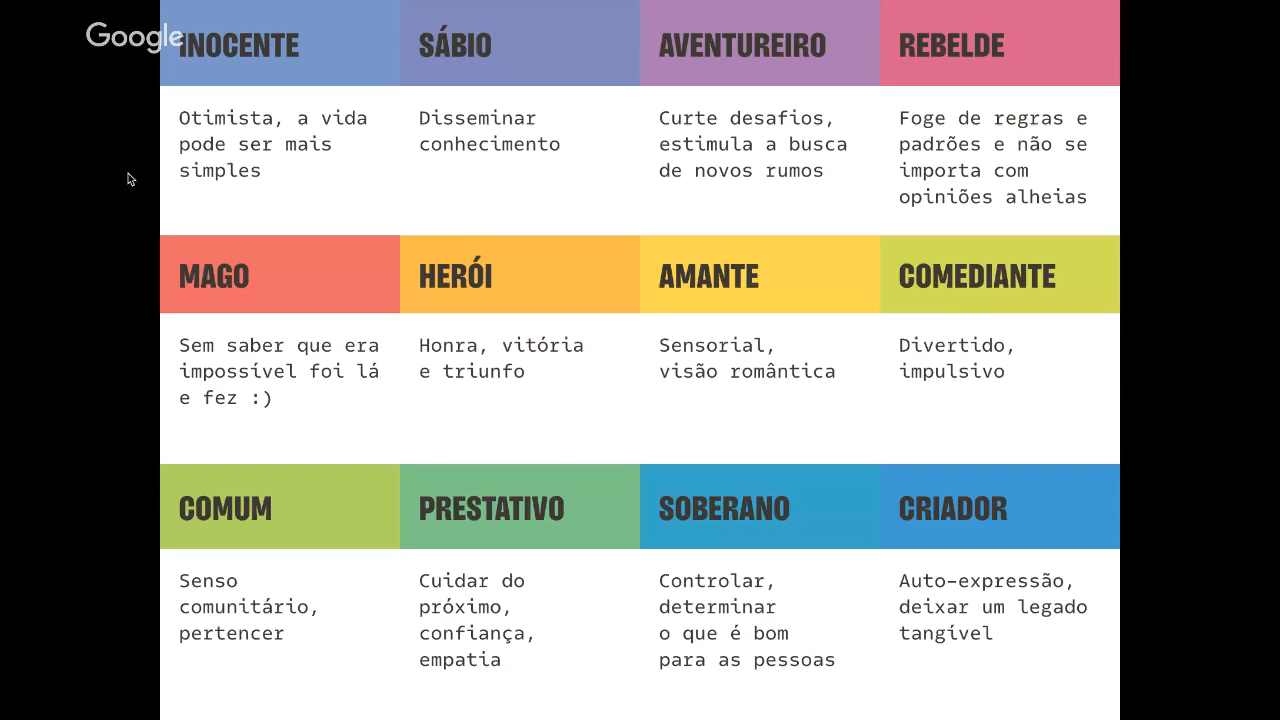 Google
INOCENTE
SÁBIO
AVENTUREIRO
REBELDE
Otimista, a vida
pode ser mais
simples
Disseminar
conhecimento
Curte desafios,
estimula a busca
de novos rumos
Foge de regras e
padrões e não se
importa com
opiniões alheias
MAGO
HERÓI
AMANTE
COMEDIANTE
Sem saber que era
impossível foi lá
e fez :)
Honra, vitória
e triunfo
Sensorial,
visão romântica
Divertido,
impulsivo
COMUM
PRESTATIVO
SOBERANO
CRIADOR
Senso
comunitário,
pertencer
Cuidar do
próximo,
confiança,
empatia
Controlar,
determinar
o que é bom
para as pessoas
Auto-expressão,
deixar um legado
tangível